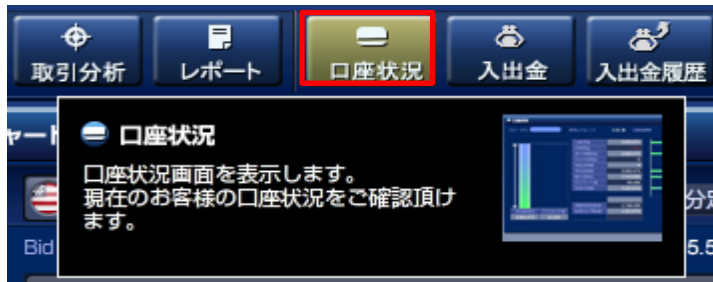 取引分析 レポート 口座状況 入出金 入出金履歴
ャート
口座状況
口座状況画面を表示します。
現在のお客様の口座状況をご確認頂け
ます。
Bid
5.5